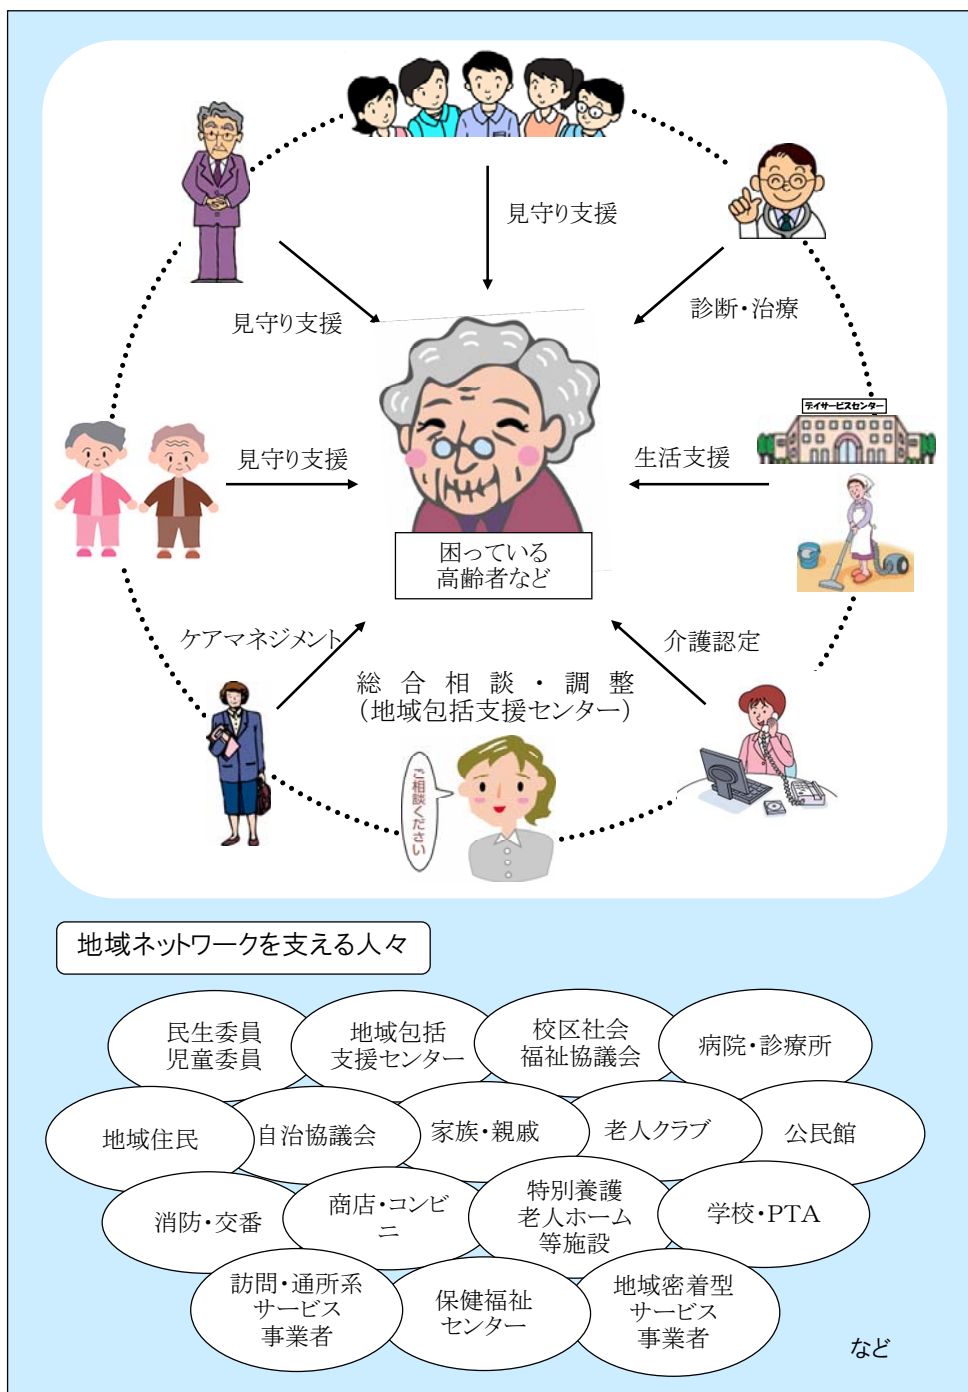 見守り支援
見守り支援
診断・治療
デイサービスセンター
見守り支援
生活支援
困っている
高齢者など
ケアマネジメント
介護認定
総合相談・調整
（地域包括支援センター）
ご相談ください
地域ネットワークを支える人々
民生委員
児童委員
地域包括
支援センター
校区社会
福祉協議会
病院・診療所
地域住民
自治協議会
家族・親戚
老人クラブ
公民館
消防・交番
商店・コンビ
ニ
特別養護
老人ホーム
等施設
学校・PTA
訪問・通所系
サービス
事業者
保健福祉
センター
地域密着型
サービス
事業者
など